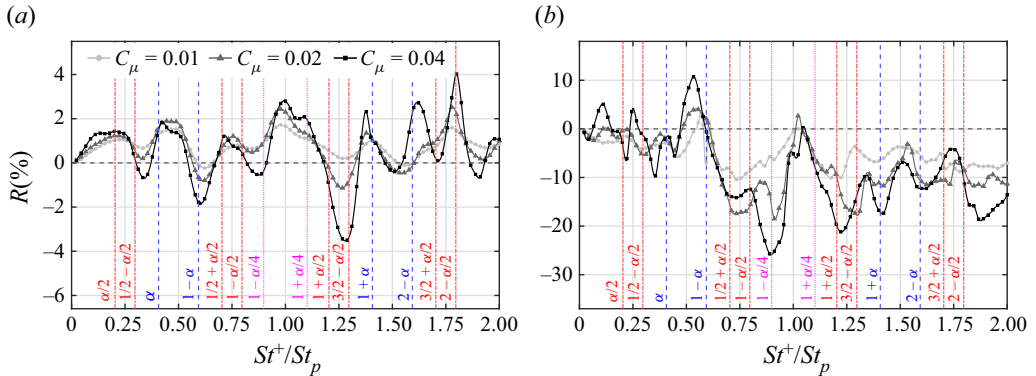 (a)
C_μ = 0.01 C_μ = 0.02 C_μ = 0.04
R(%)
4
2
0
−2
−4
−6
α/2
1/2 − α/2
α
1 − α
1/2 + α/2
1 − α/2
1 − α/4
1 + α/4
1 + α/2
3/2 − α/2
1 + α
2 − α
3/2 + α/2
2 − α/2
0 0.25 0.50 0.75 1.00 1.25 1.50 1.75 2.00
St⁺/St_p
(b)
10
0
−10
−20
−30
α/2
1/2 − α/2
α
1 − α
1/2 + α/2
1 − α/2
1 − α/4
1 + α/4
1 + α/2
3/2 − α/2
1 + α
2 − α
3/2 + α/2
2 − α/2
0 0.25 0.50 0.75 1.00 1.25 1.50 1.75 2.00
St⁺/St_p